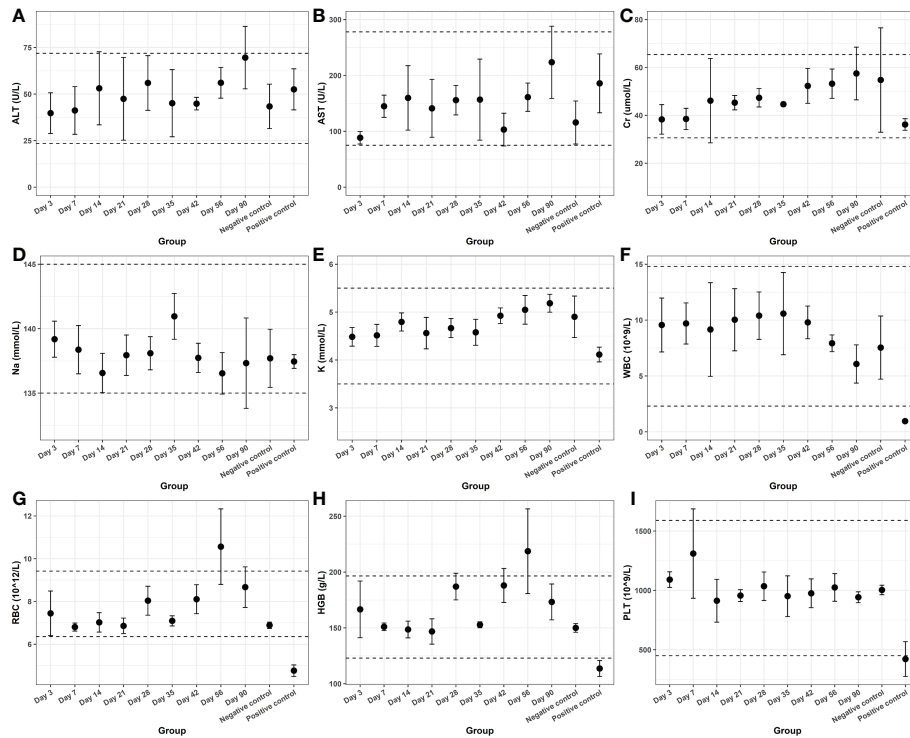 A
ALT (U/L)
75
50
25
0
Day 3
Day 7
Day 14
Day 21
Day 28
Day 35
Day 42
Day 56
Day 90
Negative control
Positive control
Group
B
AST (U/L)
300
200
100
0
Day 3
Day 7
Day 14
Day 21
Day 28
Day 35
Day 42
Day 56
Day 90
Negative control
Positive control
Group
C
Cr (umol/L)
80
60
40
20
Day 3
Day 7
Day 14
Day 21
Day 28
Day 35
Day 42
Day 56
Day 90
Negative control
Positive control
Group
D
Na (mmol/L)
145
140
135
Day 3
Day 7
Day 14
Day 21
Day 28
Day 35
Day 42
Day 56
Day 90
Negative control
Positive control
Group
E
K (mmol/L)
6
5
4
3
Day 3
Day 7
Day 14
Day 21
Day 28
Day 35
Day 42
Day 56
Day 90
Negative control
Positive control
Group
F
WBC (10^9/L)
15
10
5
0
Day 3
Day 7
Day 14
Day 21
Day 28
Day 35
Day 42
Day 56
Day 90
Negative control
Positive control
Group
G
RBC (10^12/L)
12
10
8
6
Day 3
Day 7
Day 14
Day 21
Day 28
Day 35
Day 42
Day 56
Day 90
Negative control
Positive control
Group
H
HGB (g/L)
250
200
150
100
Day 3
Day 7
Day 14
Day 21
Day 28
Day 35
Day 42
Day 56
Day 90
Negative control
Positive control
Group
I
PLT (10^9/L)
1500
1000
500
Day 3
Day 7
Day 14
Day 21
Day 28
Day 35
Day 42
Day 56
Day 90
Negative control
Positive control
Group